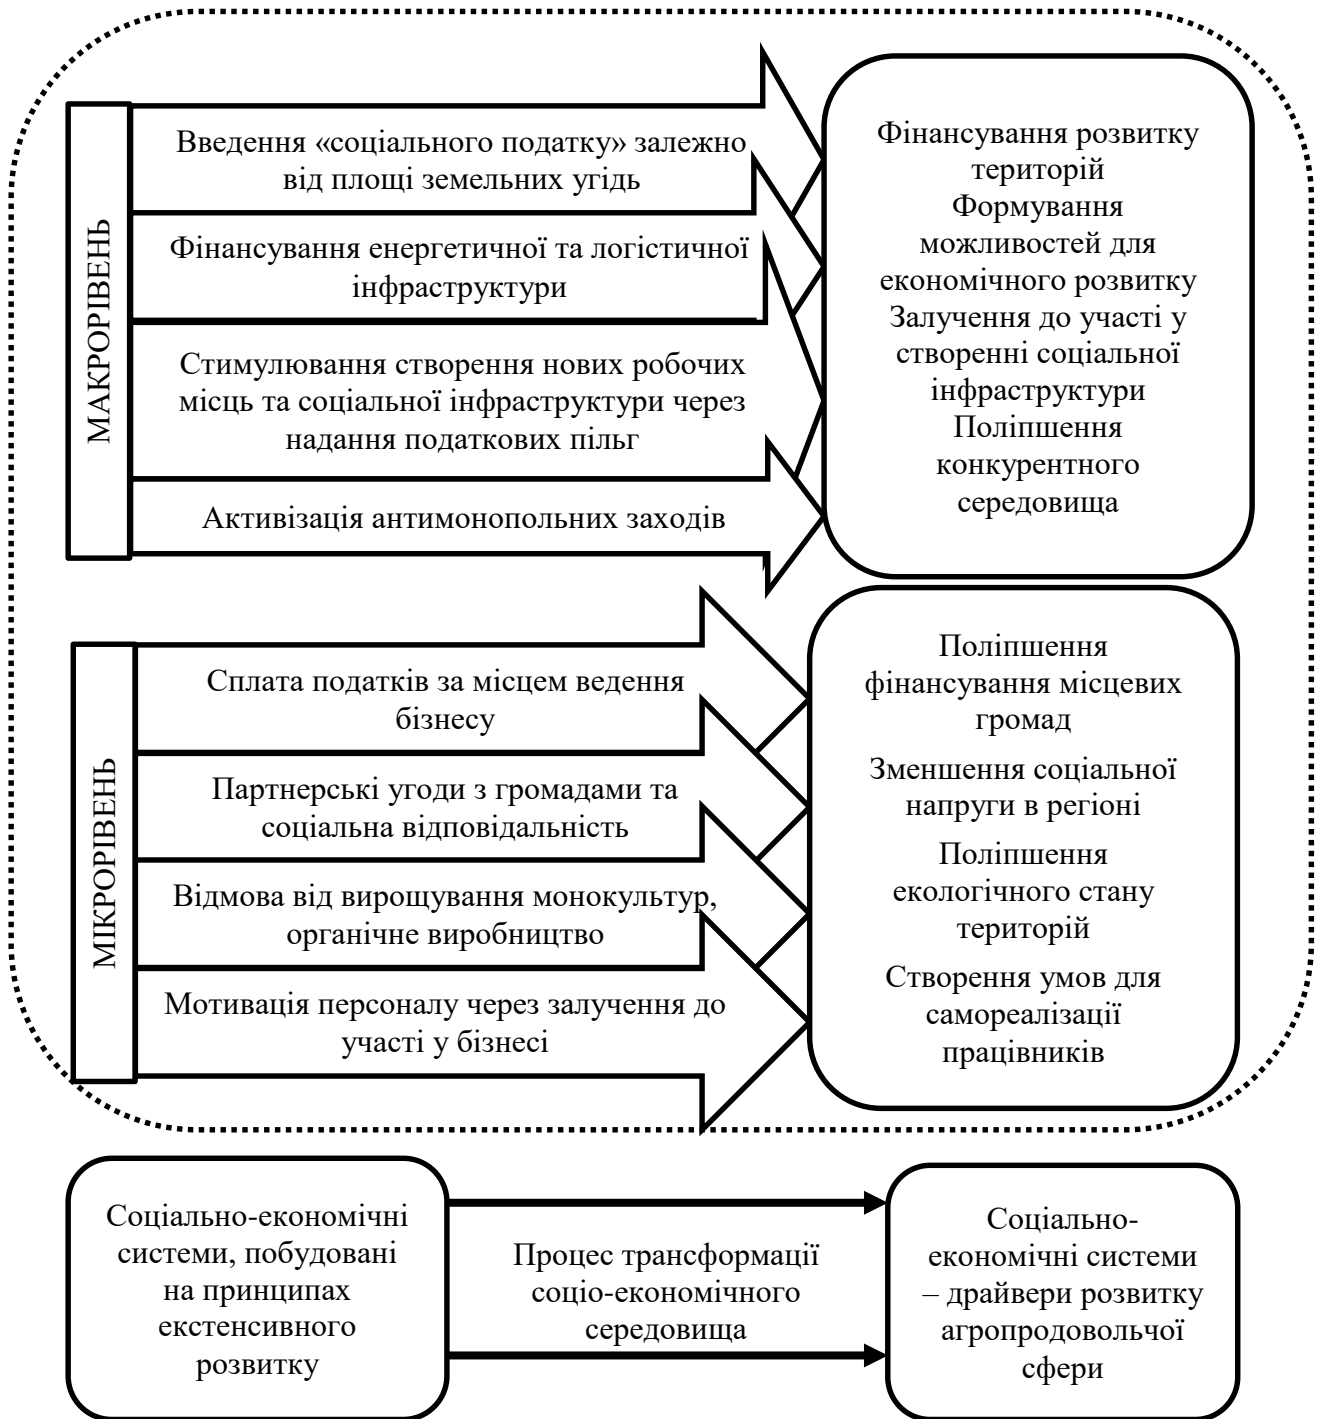 МАКРОРІВЕНЬ
Введення «соціального податку» залежно
від площі земельних угідь
Фінансування енергетичної та логістичної
інфраструктури
Стимулювання створення нових робочих
місць та соціальної інфраструктури через
надання податкових пільг
Активізація антимонопольних заходів
Фінансування розвитку
територій
Формування
можливостей для
економічного розвитку
Залучення до участі у
створенні соціальної
інфраструктури
Поліпшення
конкурентного
середовища
МІКРОРІВЕНЬ
Сплата податків за місцем ведення
бізнесу
Партнерські угоди з громадами та
соціальна відповідальність
Відмова від вирощування монокультур,
органічне виробництво
Мотивація персоналу через залучення до
участі у бізнесі
Поліпшення
фінансування місцевих
громад
Зменшення соціальної
напруги в регіоні
Поліпшення
екологічного стану
територій
Створення умов для
самореалізації
працівників
Соціально-економічні
системи, побудовані
на принципах
екстенсивного
розвитку
Процес трансформації
соціо-економічного
середовища
Соціально-
економічні системи
– драйвери розвитку
агропродовольчої
сфери